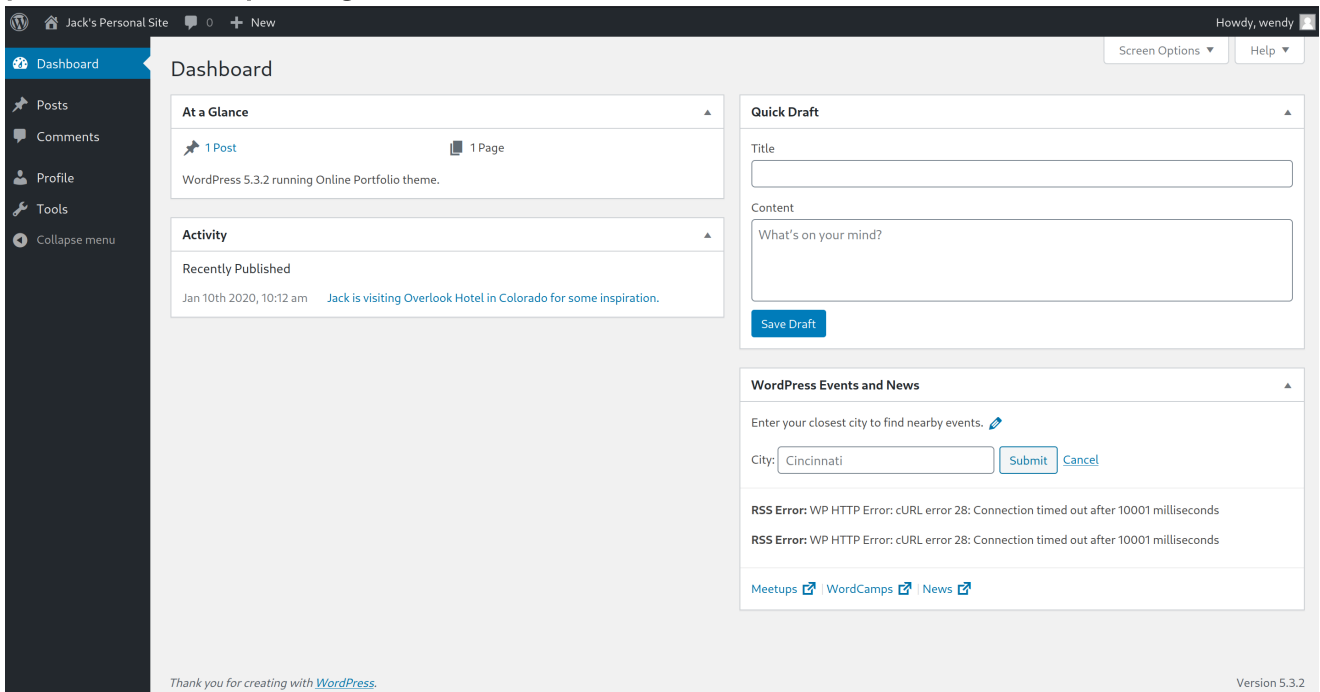 Jack's Personal Site 0 New Howdy, wendy
Screen Options Help
Dashboard
Posts
Comments
Profile
Tools
Collapse menu
Dashboard
At a Glance
1 Post 1 Page
WordPress 5.3.2 running Online Portfolio theme.
Activity
Recently Published
Jan 10th 2020, 10:12 am Jack is visiting Overlook Hotel in Colorado for some inspiration.
Quick Draft
Title
Content
What's on your mind?
Save Draft
WordPress Events and News
Enter your closest city to find nearby events.
City: Cincinnati Submit Cancel
RSS Error: WP HTTP Error: cURL error 28: Connection timed out after 10001 milliseconds
RSS Error: WP HTTP Error: cURL error 28: Connection timed out after 10001 milliseconds
Meetups | WordCamps | News
Thank you for creating with WordPress. Version 5.3.2